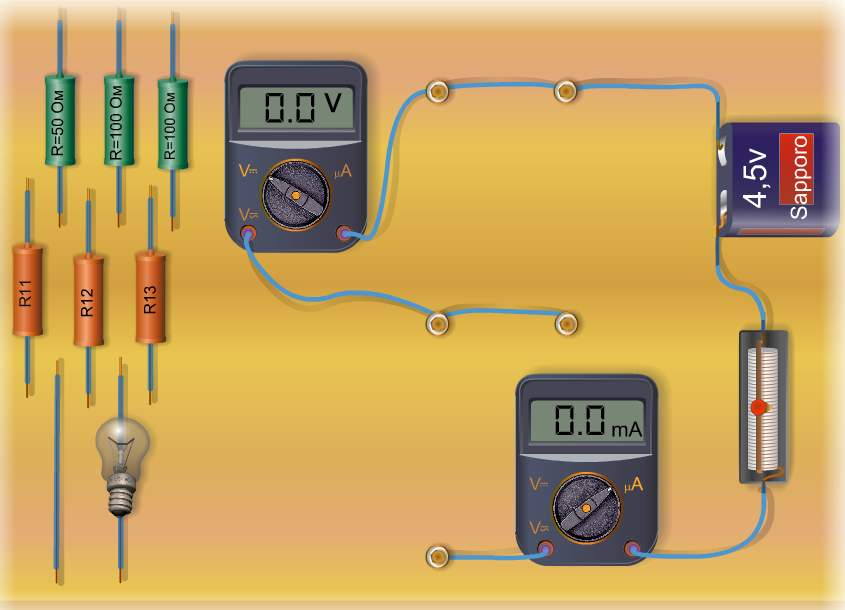 R=50 Ом
R=100 Ом
R=100 Ом
R11
R12
R13
0.0 V
V
μA
V
4,5v
Sapporo
0.0 mA
V
μA
V